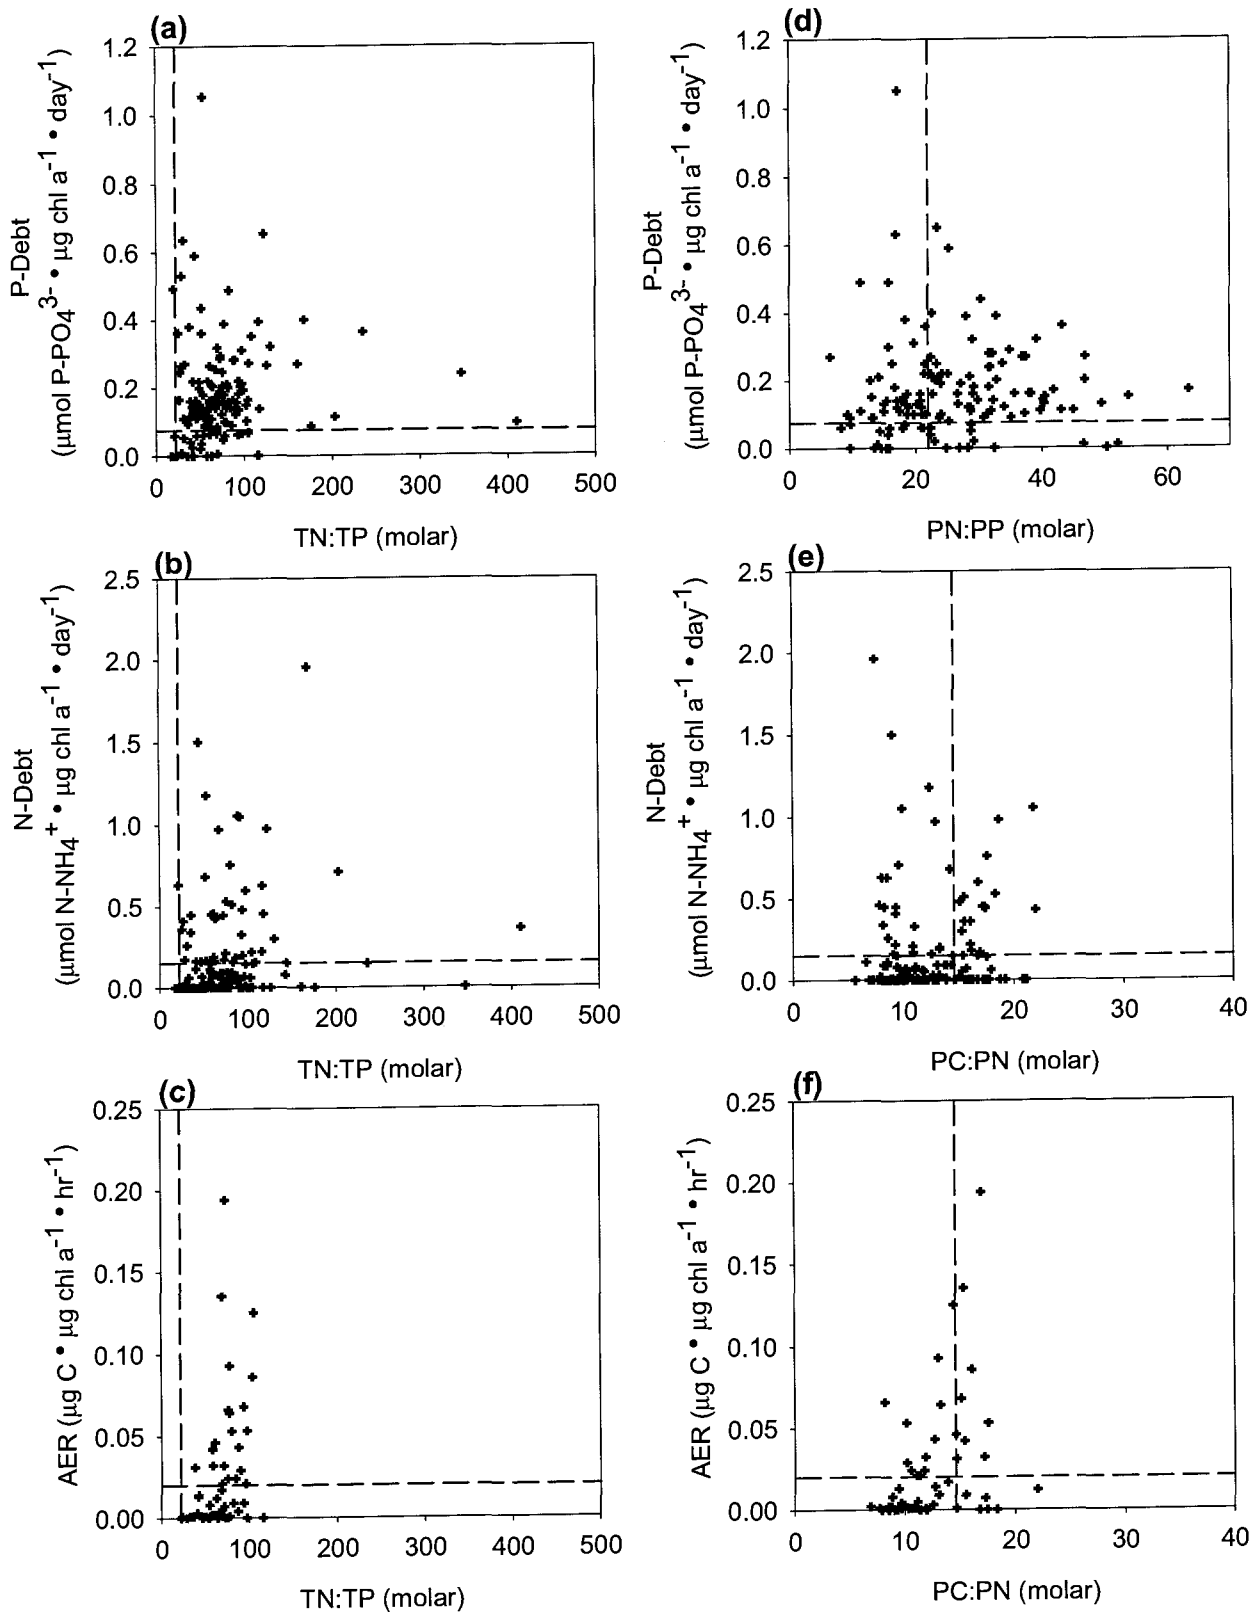 (a)
1.2
1.0
0.8
0.6
0.4
0.2
0.0
P-Debt
(µmol P-PO4 3- • µg chl a-1 • day-1)
0 100 200 300 400 500
TN:TP (molar)
(d)
1.2
1.0
0.8
0.6
0.4
0.2
0.0
P-Debt
(µmol P-PO4 3- • µg chl a-1 • day-1)
0 20 40 60
PN:PP (molar)
(b)
2.5
2.0
1.5
1.0
0.5
0.0
N-Debt
(µmol N-NH4 + • µg chl a-1 • day-1)
0 100 200 300 400 500
TN:TP (molar)
(e)
2.5
2.0
1.5
1.0
0.5
0.0
N-Debt
(µmol N-NH4 + • µg chl a-1 • day-1)
0 10 20 30 40
PC:PN (molar)
(c)
0.25
0.20
0.15
0.10
0.05
0.00
AER (µg C • µg chl a-1 • hr-1)
0 100 200 300 400 500
TN:TP (molar)
(f)
0.25
0.20
0.15
0.10
0.05
0.00
AER (µg C • µg chl a-1 • hr-1)
0 10 20 30 40
PC:PN (molar)